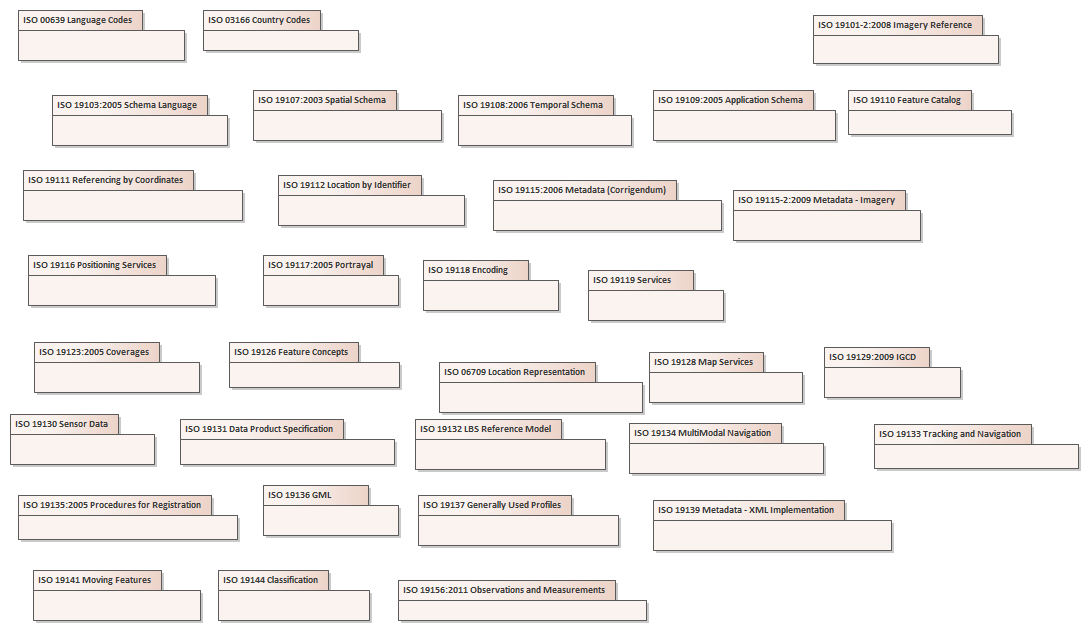 ISO 00639 Language Codes
ISO 03166 Country Codes
ISO 19101-2:2008 Imagery Reference
ISO 19103:2005 Schema Language
ISO 19107:2003 Spatial Schema
ISO 19108:2006 Temporal Schema
ISO 19109:2005 Application Schema
ISO 19110 Feature Catalog
ISO 19111 Referencing by Coordinates
ISO 19112 Location by Identifier
ISO 19115:2006 Metadata (Corrigendum)
ISO 19115-2:2009 Metadata - Imagery
ISO 19116 Positioning Services
ISO 19117:2005 Portrayal
ISO 19118 Encoding
ISO 19119 Services
ISO 19123:2005 Coverages
ISO 19126 Feature Concepts
ISO 06709 Location Representation
ISO 19128 Map Services
ISO 19129:2009 IGCD
ISO 19130 Sensor Data
ISO 19131 Data Product Specification
ISO 19132 LBS Reference Model
ISO 19134 MultiModal Navigation
ISO 19133 Tracking and Navigation
ISO 19135:2005 Procedures for Registration
ISO 19136 GML
ISO 19137 Generally Used Profiles
ISO 19139 Metadata - XML Implementation
ISO 19141 Moving Features
ISO 19144 Classification
ISO 19156:2011 Observations and Measurements